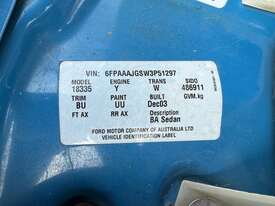 VIN: 6FPAAAJGSW3P51297
MODEL ENGINE TRANS SIDO
18335 Y W 486911
TRIM PAINT BUILT GVM.kg
BU UU Dec03
FT AX RR AX Description
BA Sedan
FORD MOTOR COMPANY OF AUSTRALIA LTD
VEHICLE IDENTIFICATION LABEL